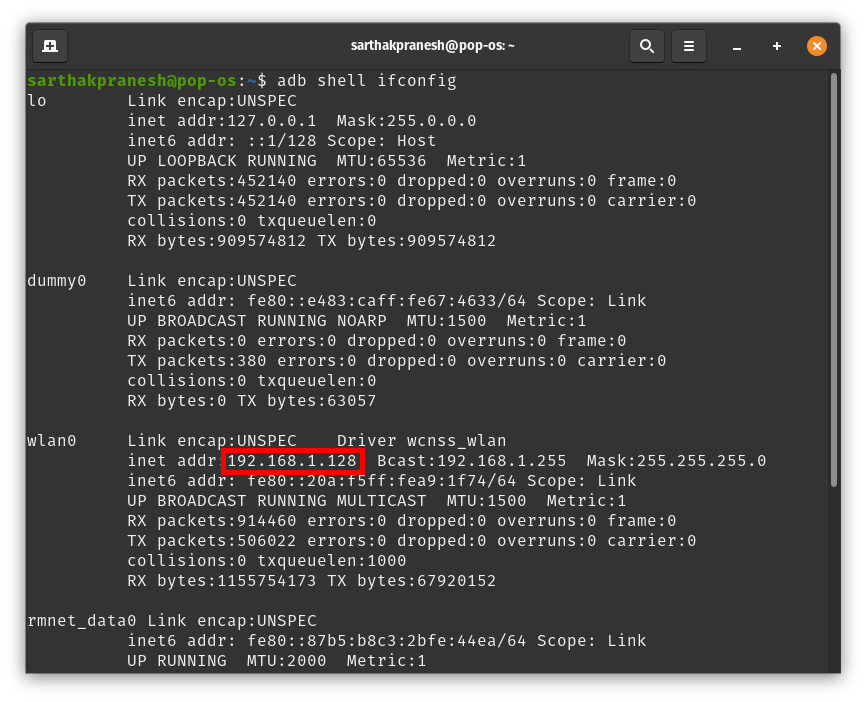 sarthakpranesh@pop-os: ~
sarthakpranesh@pop-os:~$ adb shell ifconfig
lo        Link encap:UNSPEC
          inet addr:127.0.0.1  Mask:255.0.0.0
          inet6 addr: ::1/128 Scope: Host
          UP LOOPBACK RUNNING  MTU:65536  Metric:1
          RX packets:452140 errors:0 dropped:0 overruns:0 frame:0
          TX packets:452140 errors:0 dropped:0 overruns:0 carrier:0
          collisions:0 txqueuelen:0
          RX bytes:909574812 TX bytes:909574812

dummy0    Link encap:UNSPEC
          inet6 addr: fe80::e483:caff:fe67:4633/64 Scope: Link
          UP BROADCAST RUNNING NOARP  MTU:1500  Metric:1
          RX packets:0 errors:0 dropped:0 overruns:0 frame:0
          TX packets:380 errors:0 dropped:0 overruns:0 carrier:0
          collisions:0 txqueuelen:0
          RX bytes:0 TX bytes:63057

wlan0     Link encap:UNSPEC    Driver wcnss_wlan
          inet addr:192.168.1.128  Bcast:192.168.1.255  Mask:255.255.255.0
          inet6 addr: fe80::20a:f5ff:fea9:1f74/64 Scope: Link
          UP BROADCAST RUNNING MULTICAST  MTU:1500  Metric:1
          RX packets:914460 errors:0 dropped:0 overruns:0 frame:0
          TX packets:506022 errors:0 dropped:0 overruns:0 carrier:0
          collisions:0 txqueuelen:1000
          RX bytes:1155754173 TX bytes:67920152

rmnet_data0 Link encap:UNSPEC
          inet6 addr: fe80::87b5:b8c3:2bfe:44ea/64 Scope: Link
          UP RUNNING  MTU:2000  Metric:1